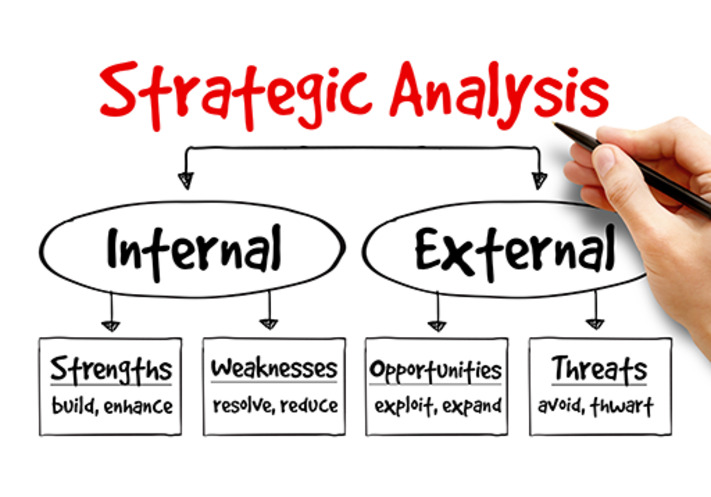 Strategic Analysis
Internal
External
Strengths
build, enhance
Weaknesses
resolve, reduce
Opportunities
exploit, expand
Threats
avoid, thwart